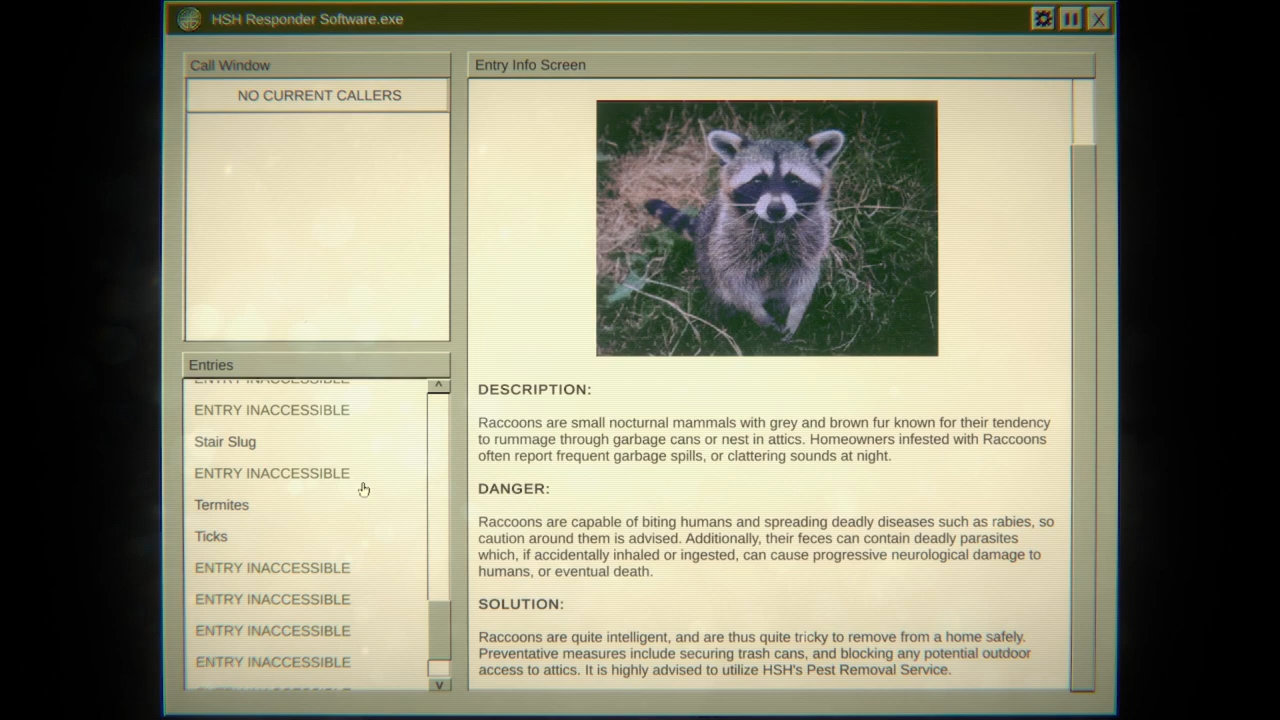 HSH Responder Software.exe
Call Window
NO CURRENT CALLERS
Entries
ENTRY INACCESSIBLE
ENTRY INACCESSIBLE
Stair Slug
ENTRY INACCESSIBLE
Termites
Ticks
ENTRY INACCESSIBLE
ENTRY INACCESSIBLE
ENTRY INACCESSIBLE
ENTRY INACCESSIBLE
Entry Info Screen
DESCRIPTION:
Raccoons are small nocturnal mammals with grey and brown fur known for their tendency
to rummage through garbage cans or nest in attics. Homeowners infested with Raccoons
often report frequent garbage spills, or clattering sounds at night.
DANGER:
Raccoons are capable of biting humans and spreading deadly diseases such as rabies, so
caution around them is advised. Additionally, their feces can contain deadly parasites
which, if accidentally inhaled or ingested, can cause progressive neurological damage to
humans, or eventual death.
SOLUTION:
Raccoons are quite intelligent, and are thus quite tricky to remove from a home safely.
Preventative measures include securing trash cans, and blocking any potential outdoor
access to attics. It is highly advised to utilize HSH's Pest Removal Service.